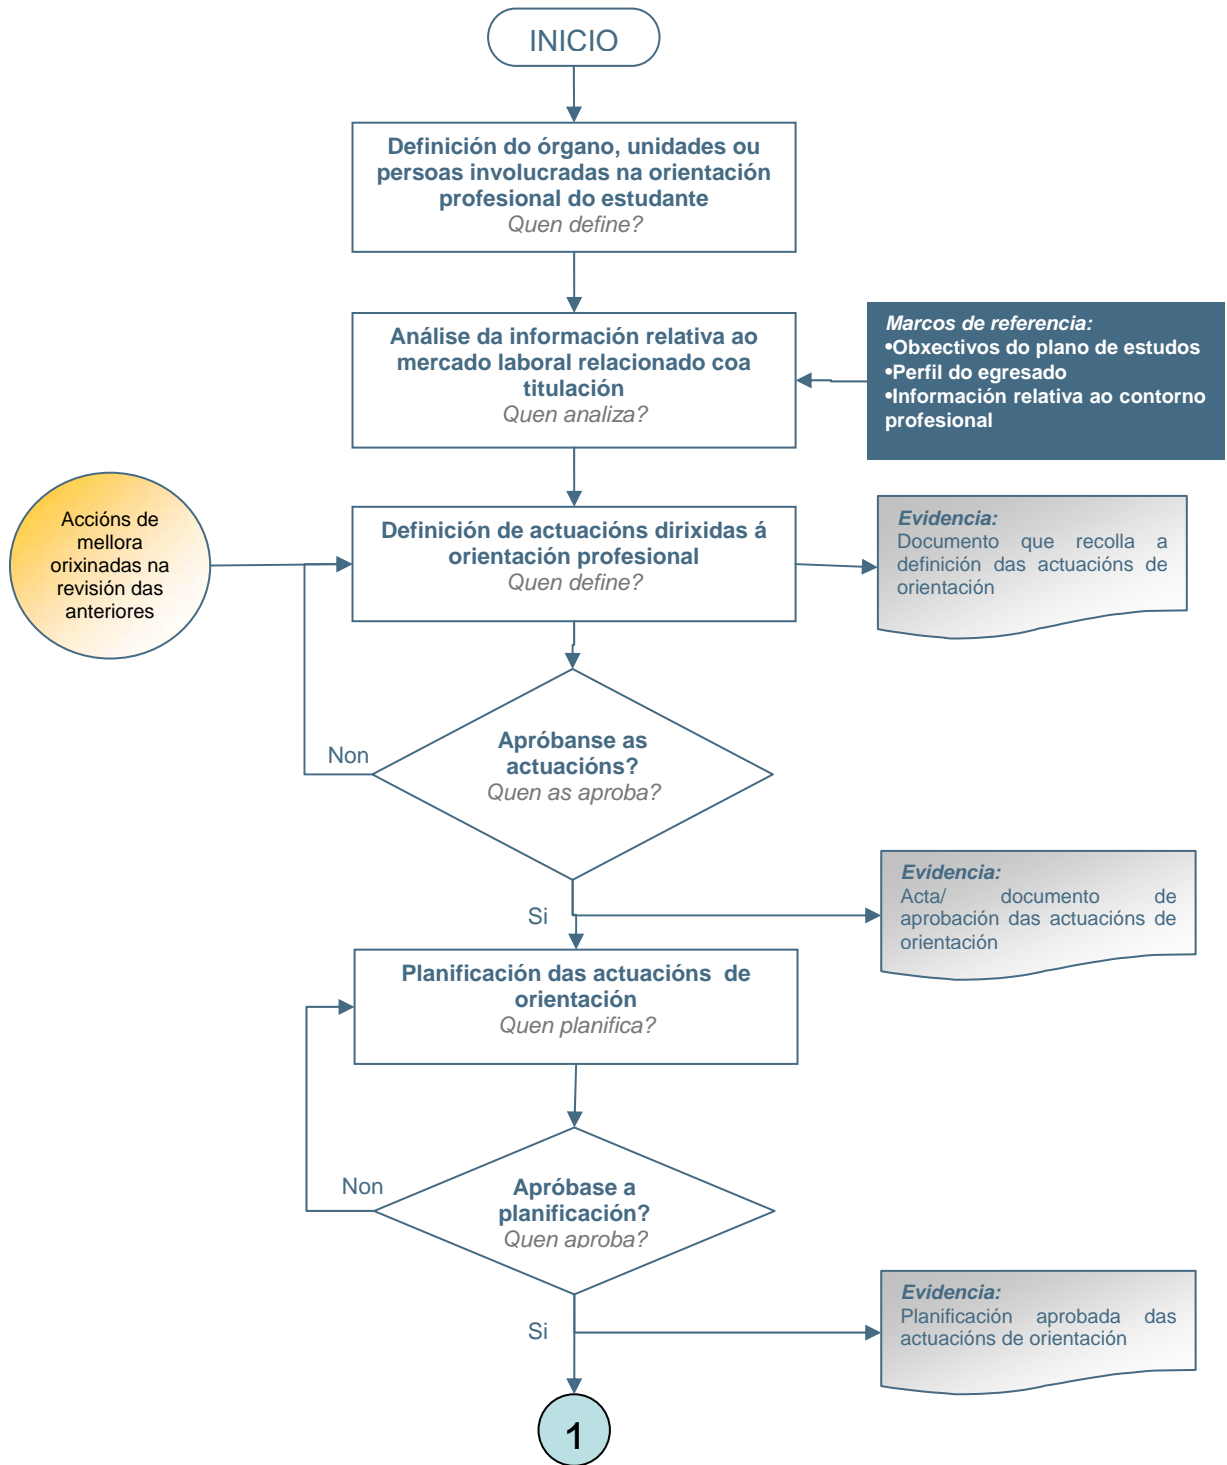 INICIO
Definición do órgano, unidades ou
persoas involucradas na orientación
profesional do estudante
Quen define?
Análise da información relativa ao
mercado laboral relacionado coa
titulación
Quen analiza?
Marcos de referencia:
•Obxectivos do plano de estudos
•Perfil do egresado
•Información relativa ao contorno
profesional
Accións de
mellora
orixinadas na
revisión das
anteriores
Definición de actuacións dirixidas á
orientación profesional
Quen define?
Evidencia:
Documento que recolla a
definición das actuacións de
orientación
Non
Apróbanse as
actuacións?
Quen as aproba?
Si
Evidencia:
Acta/ documento de
aprobación das actuacións de
orientación
Planificación das actuacións de
orientación
Quen planifica?
Non
Apróbase a
planificación?
Quen aproba?
Si
Evidencia:
Planificación aprobada das
actuacións de orientación
1